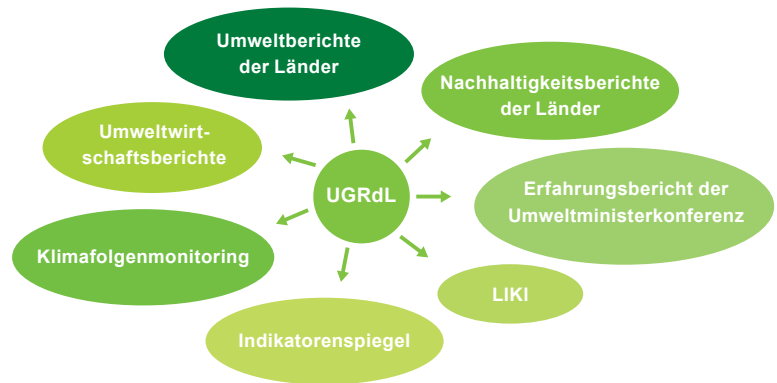 Umweltberichte
der Länder
Nachhaltigkeitsberichte
der Länder
Umweltwirt-
schaftsberichte
UGRdL
Erfahrungsbericht der
Umweltministerkonferenz
Klimafolgenmonitoring
LIKI
Indikatorenspiegel